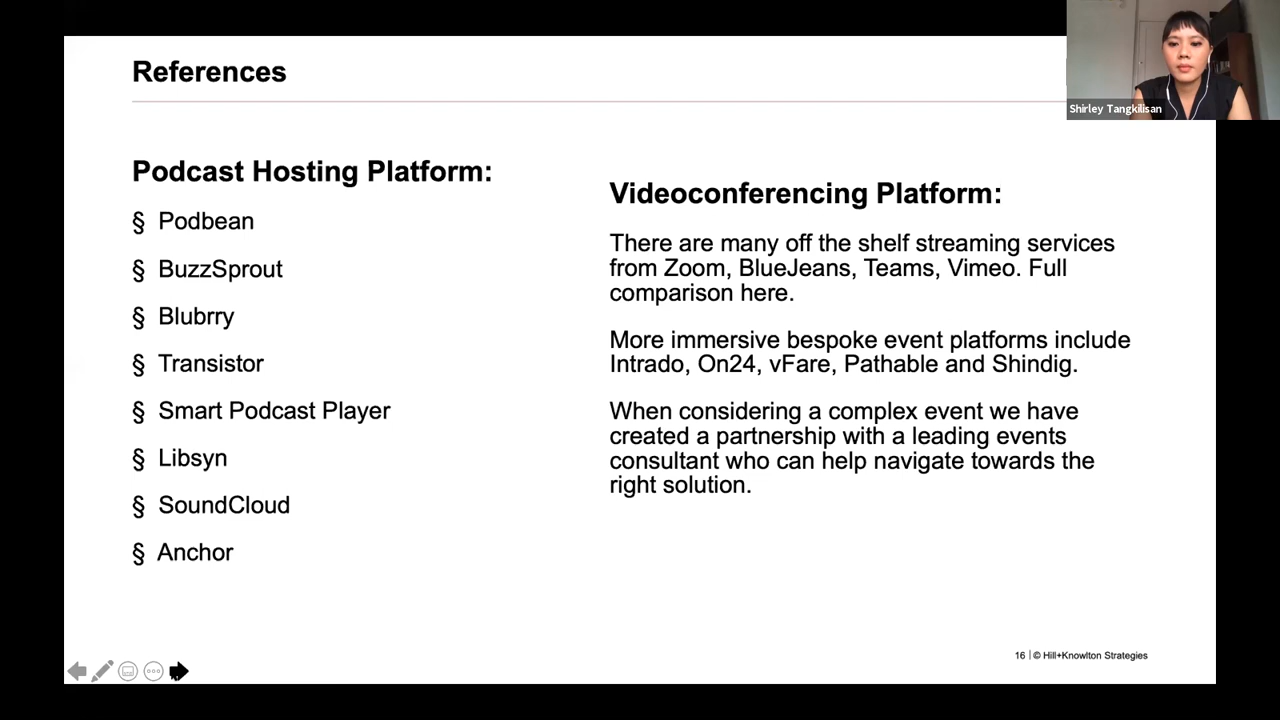 References
Shirley Tangkilisan
Podcast Hosting Platform:
§ Podbean
§ BuzzSprout
§ Blubrry
§ Transistor
§ Smart Podcast Player
§ Libsyn
§ SoundCloud
§ Anchor
Videoconferencing Platform:
There are many off the shelf streaming services
from Zoom, BlueJeans, Teams, Vimeo. Full
comparison here.
More immersive bespoke event platforms include
Intrado, On24, vFare, Pathable and Shindig.
When considering a complex event we have
created a partnership with a leading events
consultant who can help navigate towards the
right solution.
16 | © Hill+Knowlton Strategies